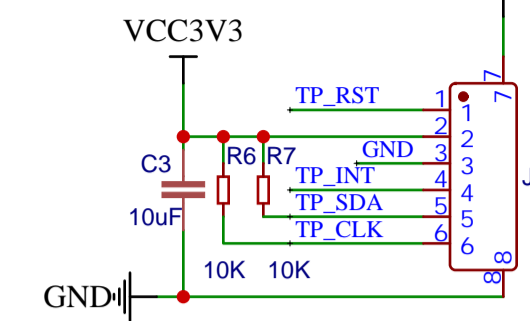 VCC3V3
7
7
TP_RST
1
1
2
2
C3
R6
R7
GND
3
3
TP_INT
4
4
10uF
TP_SDA
5
5
TP_CLK
6
6
10K
10K
8
8
GND